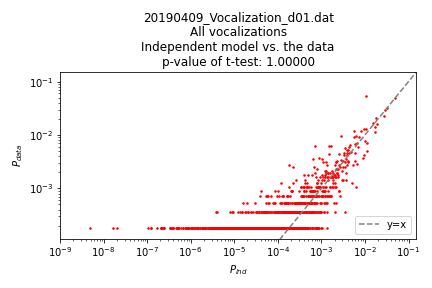 20190409_Vocalization_d01.dat
All vocalizations
Independent model vs. the data
p-value of t-test: 1.00000
10⁻¹
10⁻²
10⁻³
P_data
y=x
10⁻⁹ 10⁻⁸ 10⁻⁷ 10⁻⁶ 10⁻⁵ 10⁻⁴ 10⁻³ 10⁻² 10⁻¹
P_ind